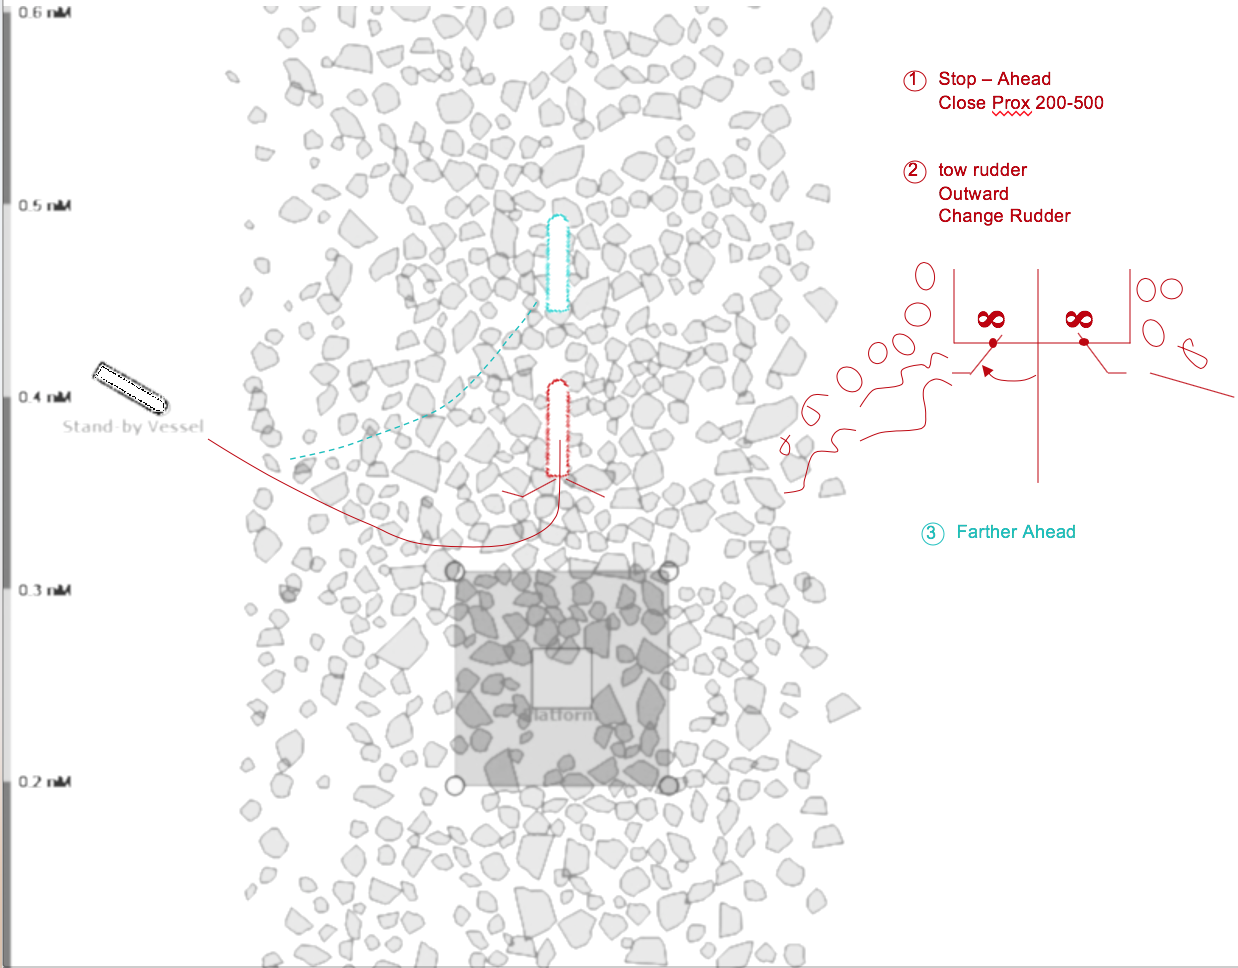 0.6 nM
① Stop – Ahead
Close Prox 200-500
② tow rudder
Outward
Change Rudder
0.5 nM
0.4 nM
Stand-by Vessel
③ Farther Ahead
0.3 nM
Platform
0.2 nM